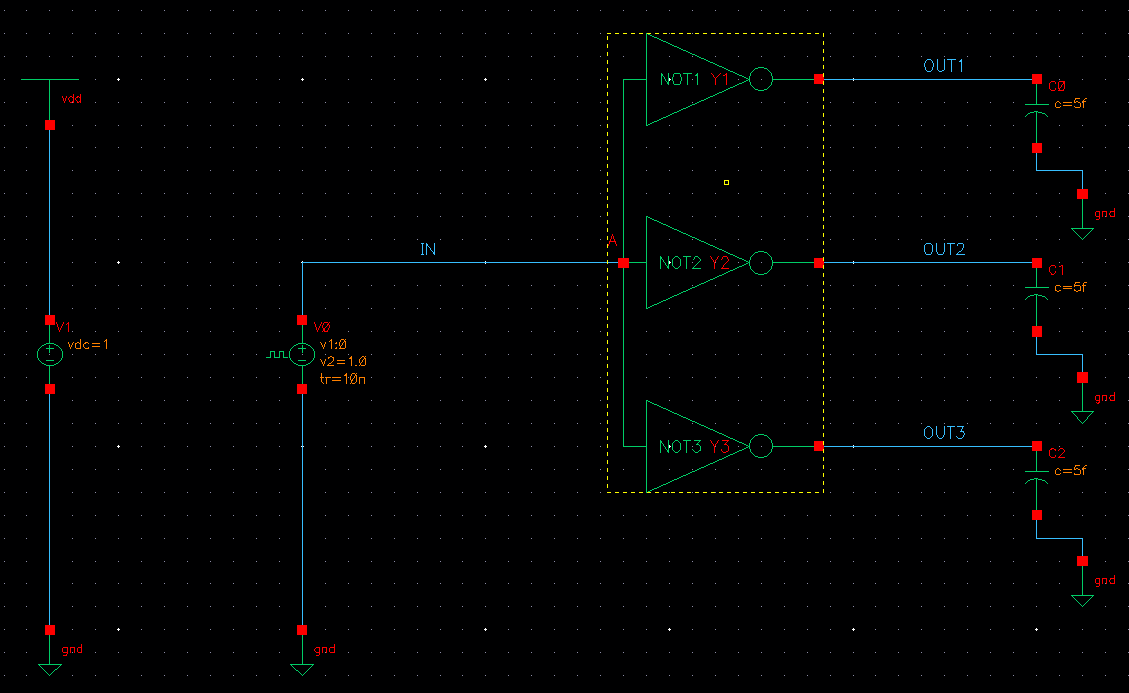 vdd
V1
vdc=1
gnd
IN
V0
v1:0
v2=1.0
tr=10n
gnd
A
NOT1 Y1
NOT2 Y2
NOT3 Y3
OUT1
C0
c=5f
gnd
OUT2
C1
c=5f
gnd
OUT3
C2
c=5f
gnd